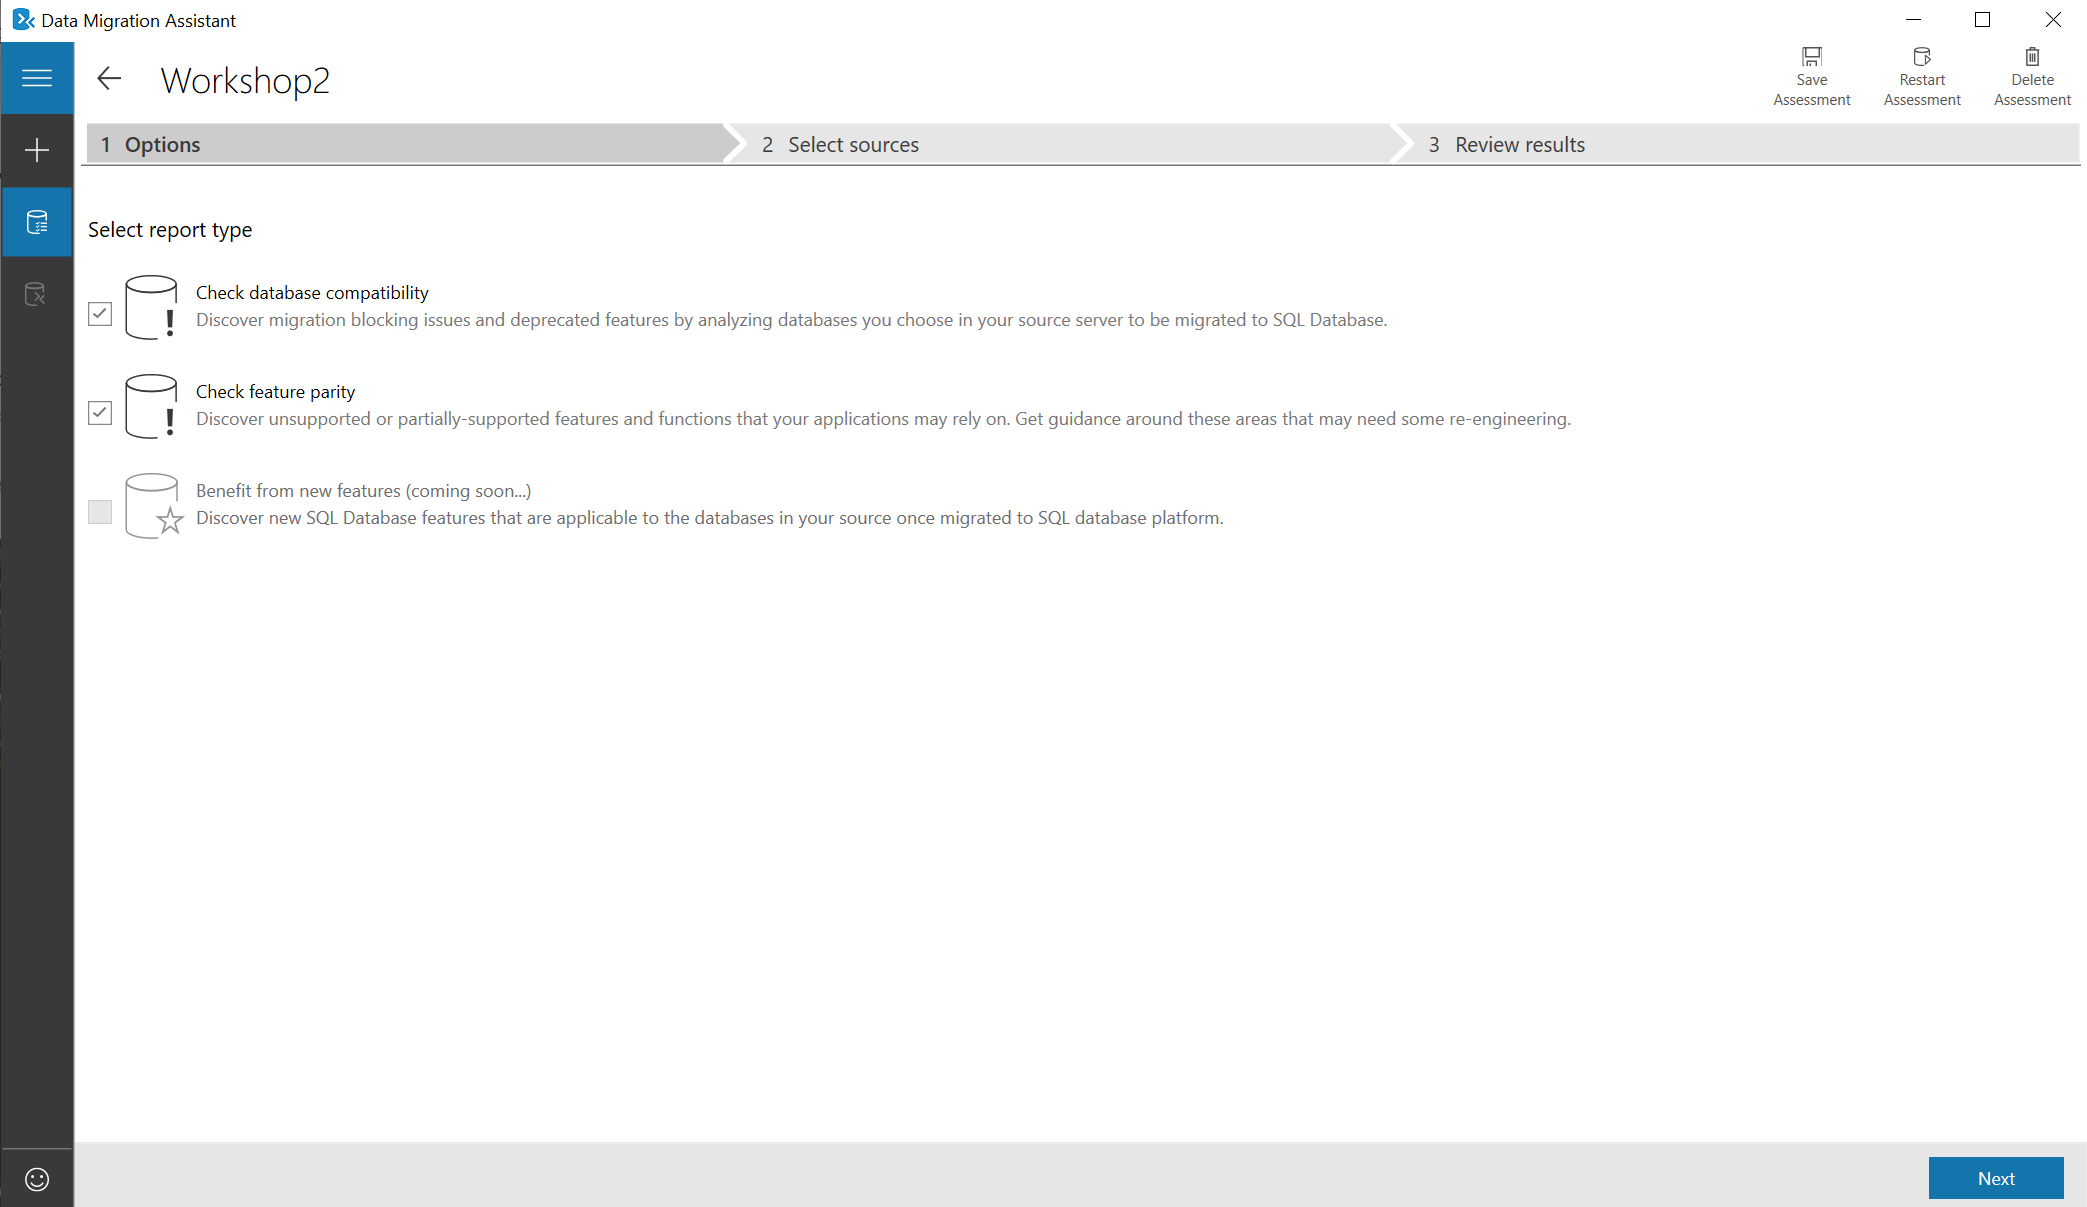 Data Migration Assistant
Workshop2
Save
Assessment
Restart
Assessment
Delete
Assessment
1 Options
2 Select sources
3 Review results
Select report type
Check database compatibility
Discover migration blocking issues and deprecated features by analyzing databases you choose in your source server to be migrated to SQL Database.
Check feature parity
Discover unsupported or partially-supported features and functions that your applications may rely on. Get guidance around these areas that may need some re-engineering.
Benefit from new features (coming soon...)
Discover new SQL Database features that are applicable to the databases in your source once migrated to SQL database platform.
Next